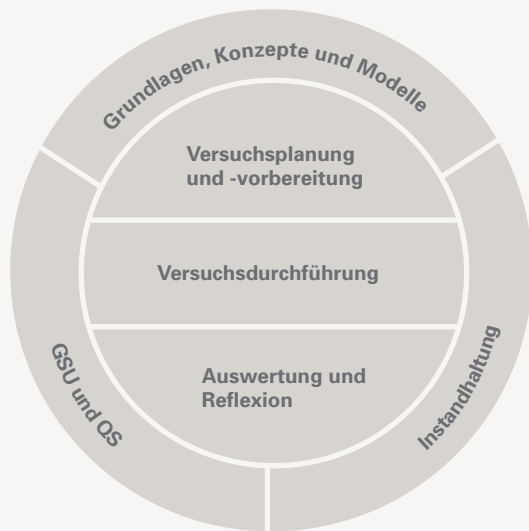 Grundlagen, Konzepte und Modelle
Versuchsplanung
und -vorbereitung
Versuchsdurchführung
Auswertung und
Reflexion
GSU und QS
Instandhaltung